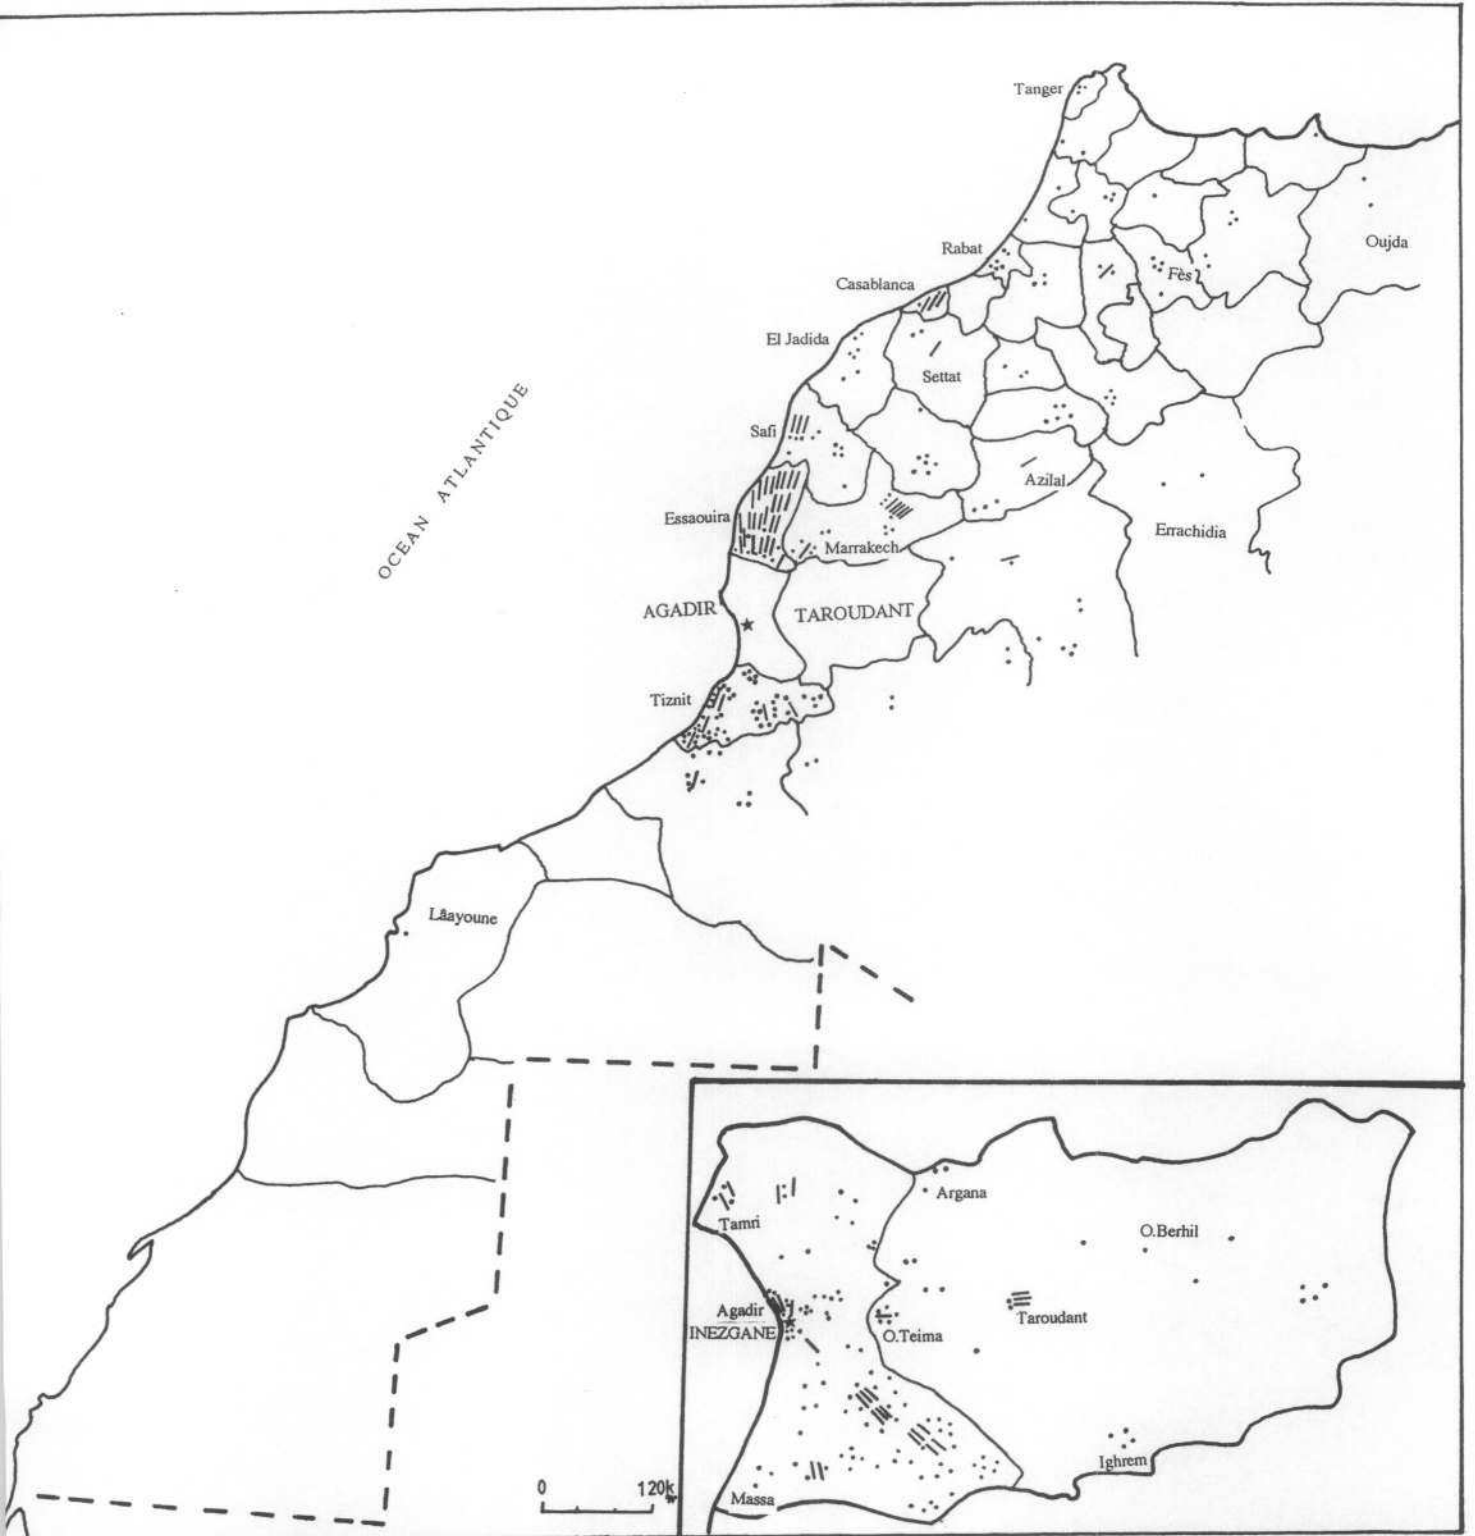 Tanger
Rabat
Oujda
Casablanca
Fès
El Jadida
Settat
OCEAN ATLANTIQUE
Safi
Azilal
Essaouira
Errachidia
Marrakech
AGADIR
TAROUDANT
Tiznit
Lâayoune
Argana
Tamri
O.Berhil
Agadir
INEZGANE
Taroudant
O.Teima
Ighrem
Massa
0 120k